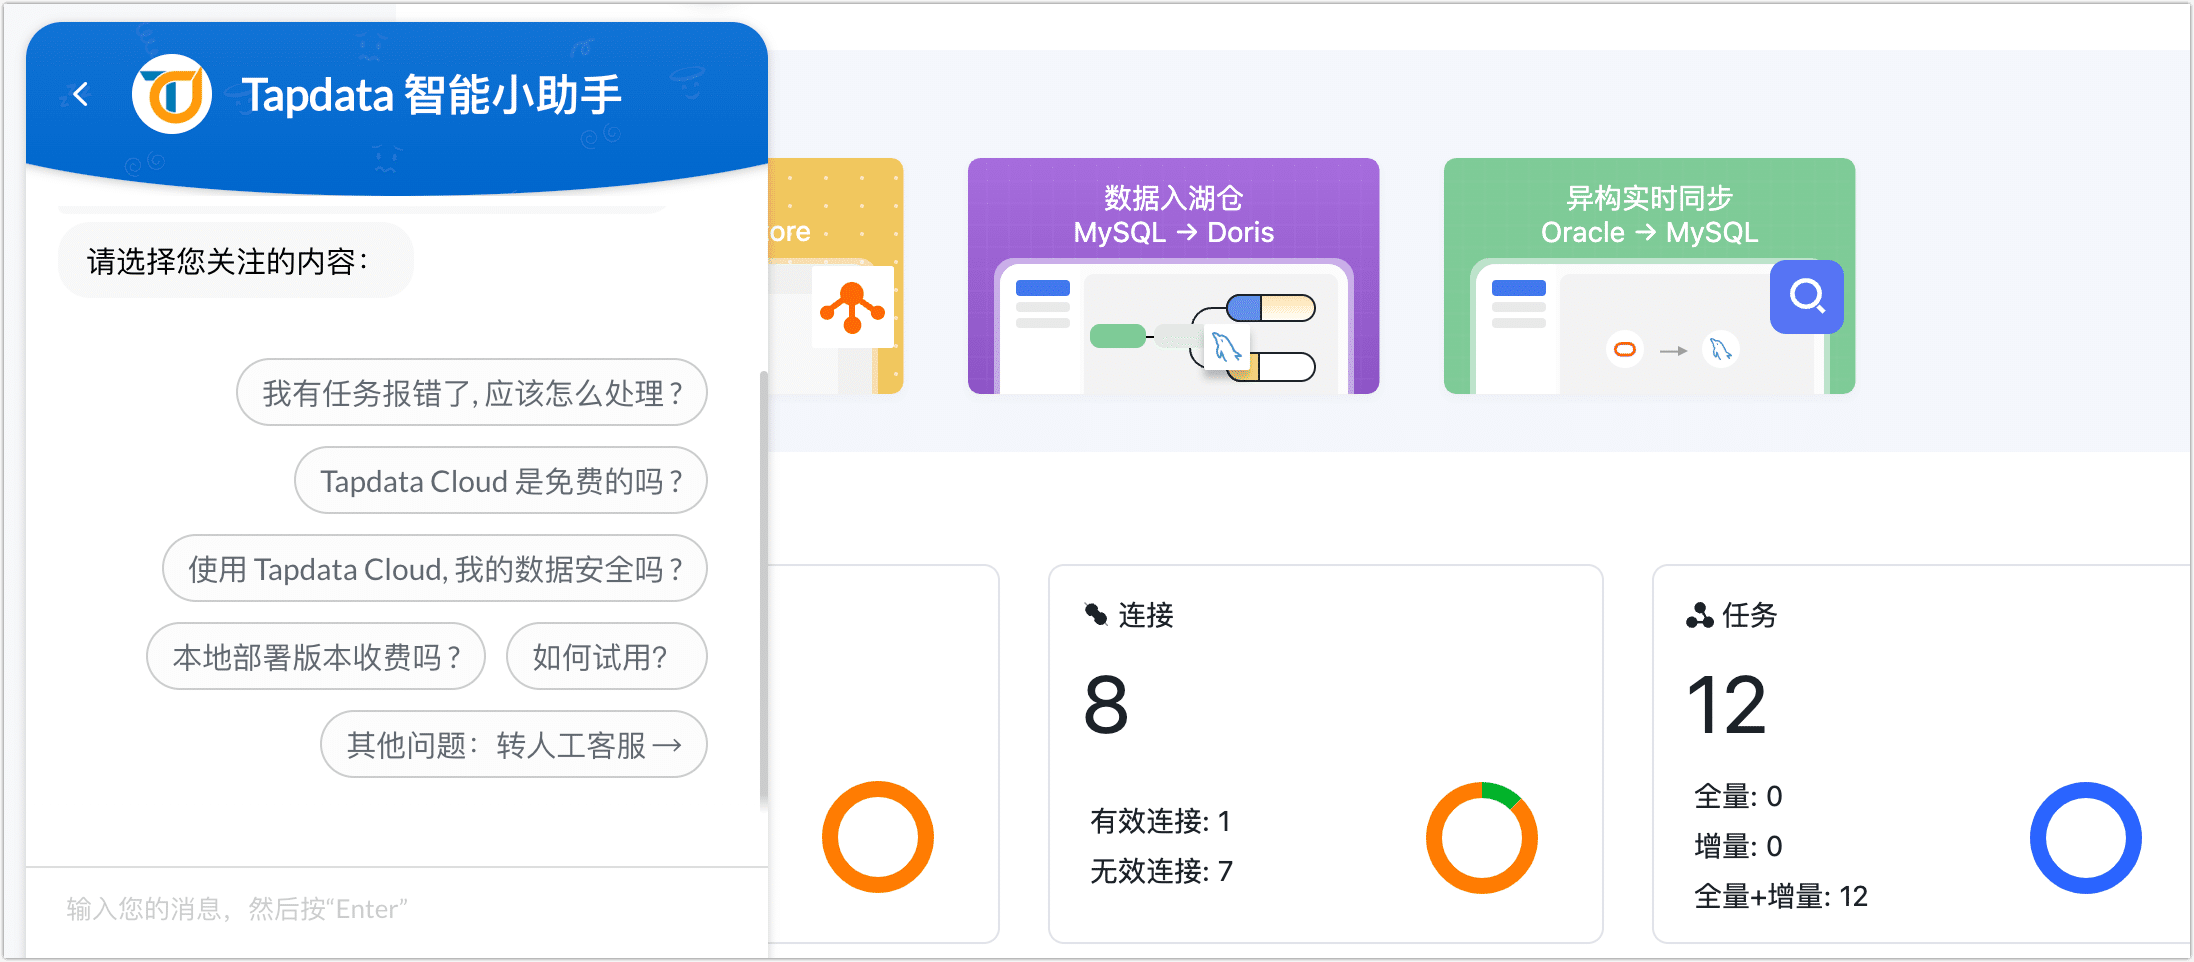 Tapdata 智能小助手
请选择您关注的内容：
我有任务报错了, 应该怎么处理？
Tapdata Cloud 是免费的吗？
使用 Tapdata Cloud, 我的数据安全吗？
本地部署版本收费吗？
如何试用?
其他问题：转人工客服 →
输入您的消息，然后按“Enter”
数据入湖仓
MySQL → Doris
异构实时同步
Oracle → MySQL
连接
8
有效连接: 1
无效连接: 7
任务
12
全量: 0
增量: 0
全量+增量: 12